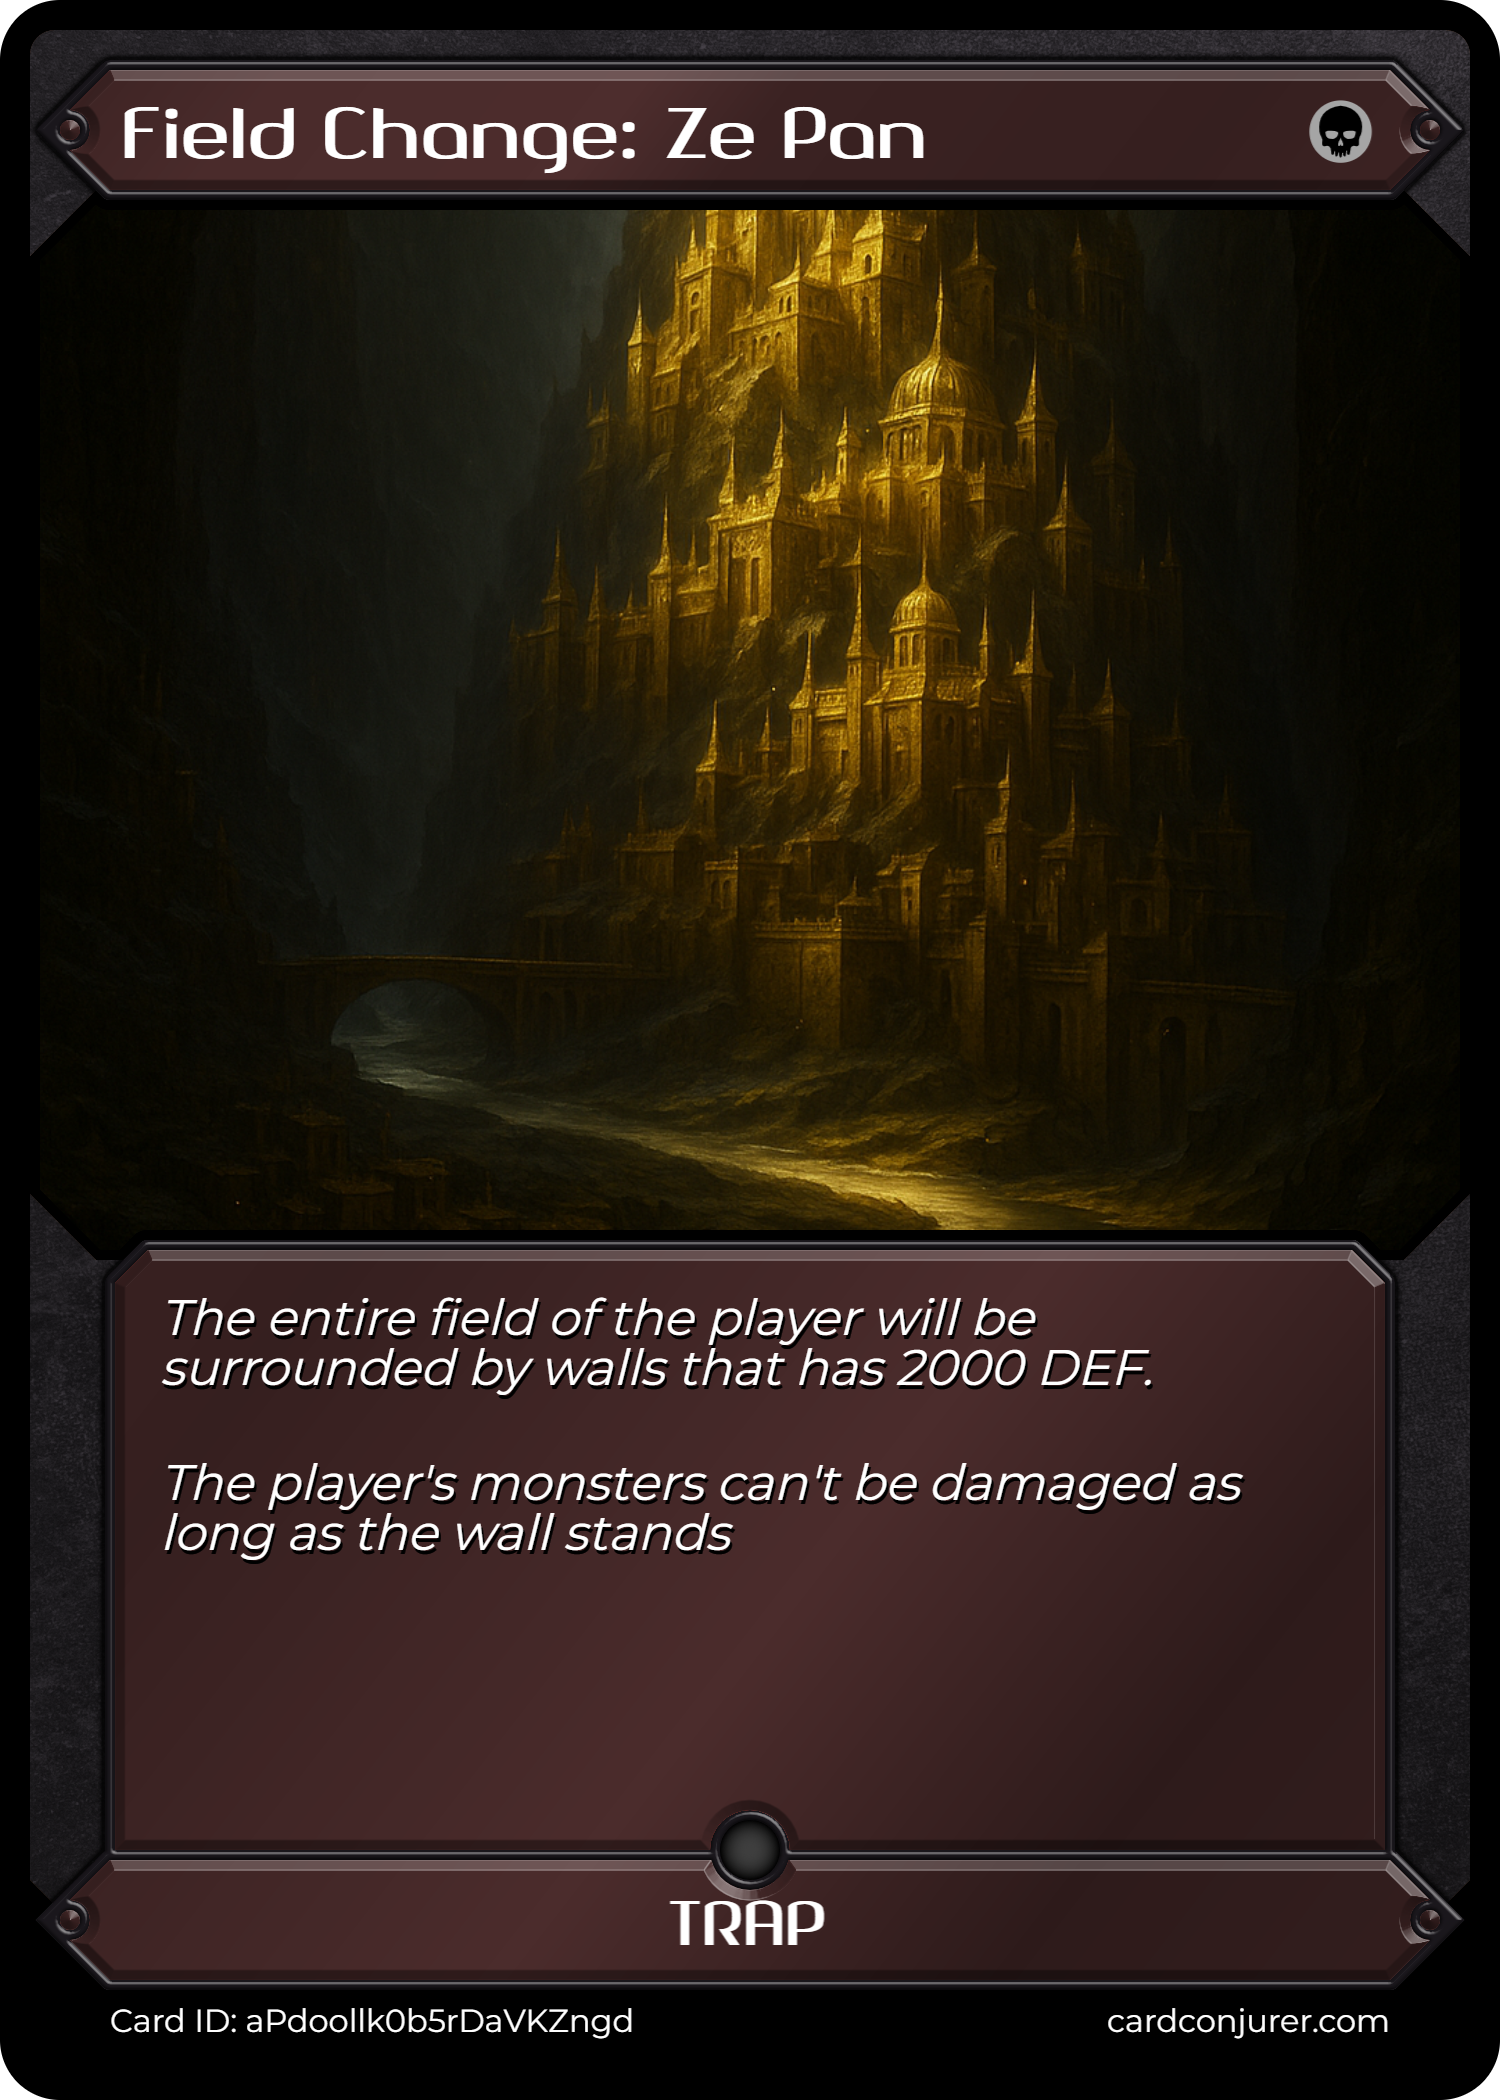 Field Change: Ze Pan
The entire field of the player will be
surrounded by walls that has 2000 DEF.
The player's monsters can't be damaged as
long as the wall stands
TRAP
Card ID: aPdoollk0b5rDaVKZngd
cardconjurer.com